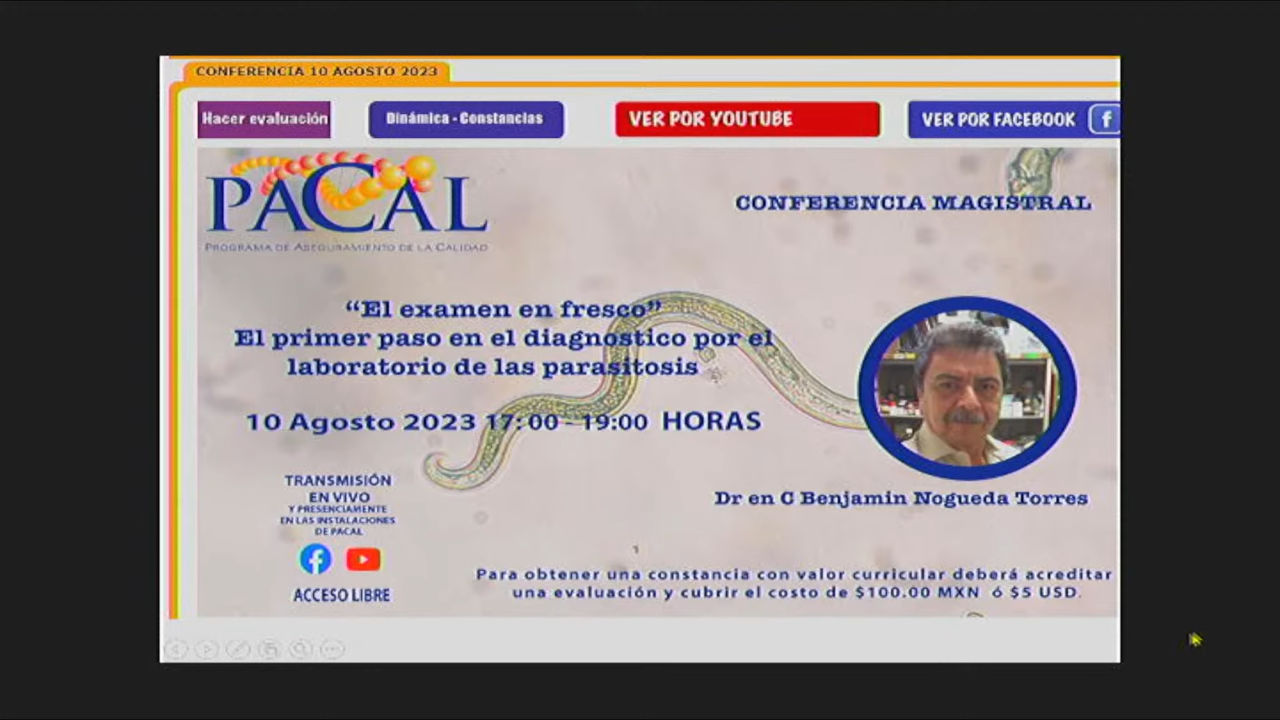 CONFERENCIA 10 AGOSTO 2023
Hacer evaluación
Dinámica - Constancias
VER POR YOUTUBE
VER POR FACEBOOK f
PACAL
PROGRAMA DE ASEGURAMIENTO DE LA CALIDAD
CONFERENCIA MAGISTRAL
“El examen en fresco”
El primer paso en el diagnostico por el
laboratorio de las parasitosis
10 Agosto 2023 17:00 - 19:00 HORAS
TRANSMISIÓN
EN VIVO
Y PRESENCIAMENTE
EN LAS INSTALACIONES
DE PACAL
ACCESO LIBRE
Dr en C Benjamin Nogueda Torres
1
Para obtener una constancia con valor curricular deberá acreditar
una evaluación y cubrir el costo de $100.00 MXN ó $5 USD.